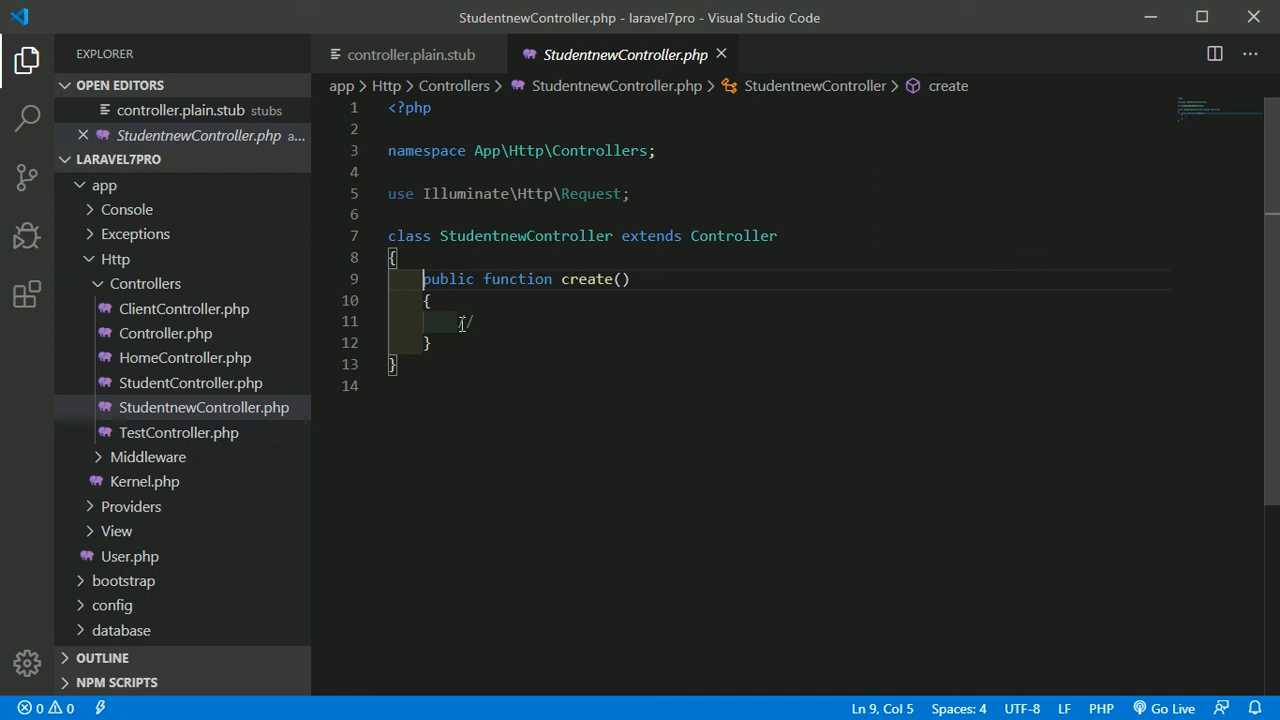 StudentnewController.php - laravel7pro - Visual Studio Code
EXPLORER
OPEN EDITORS
controller.plain.stub stubs
StudentnewController.php a...
LARAVEL7PRO
app
Console
Exceptions
Http
Controllers
ClientController.php
Controller.php
HomeController.php
StudentController.php
StudentnewController.php
TestController.php
Middleware
Kernel.php
Providers
View
User.php
bootstrap
config
database
OUTLINE
NPM SCRIPTS
controller.plain.stub
StudentnewController.php
app > Http > Controllers > StudentnewController.php > StudentnewController > create
1 <?php
2
3 namespace App\Http\Controllers;
4
5 use Illuminate\Http\Request;
6
7 class StudentnewController extends Controller
8 {
9 public function create()
10 {
11 //
12 }
13 }
14
0 0
Ln 9, Col 5 Spaces: 4 UTF-8 LF PHP Go Live